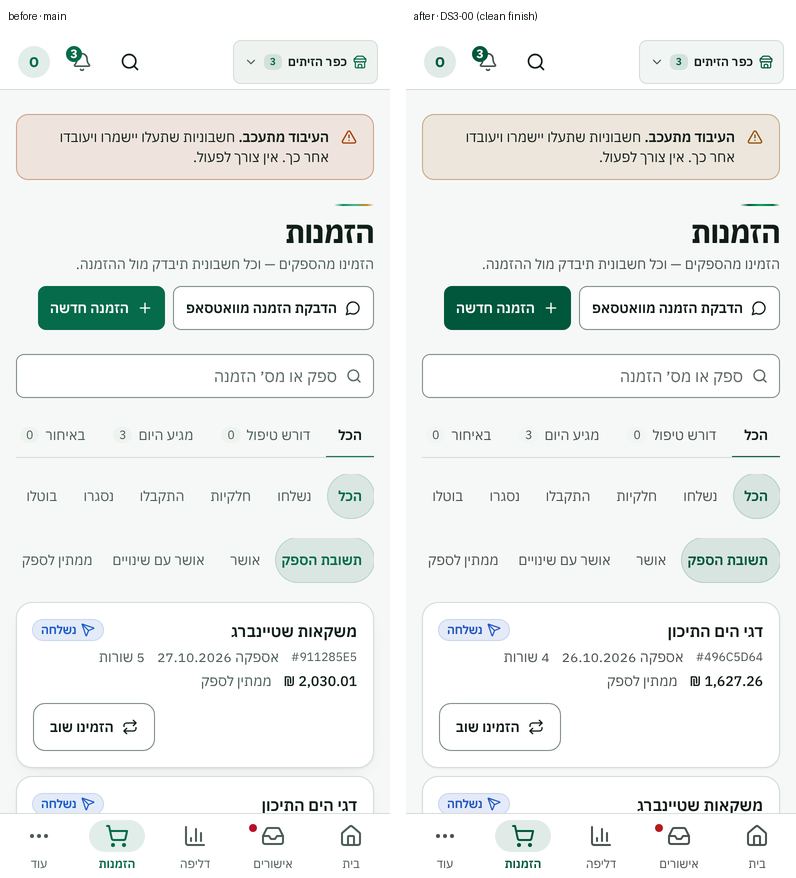 before · main
כפר הזיתים 3
3
O
העיבוד מתעכב. חשבוניות שתעלו יישמרו ויעובדו
אחר כך. אין צורך לפעול.
הזמנות
הזמינו מהספקים — וכל חשבונית תיבדק מול ההזמנה.
הדבקת הזמנה מוואטסאפ
הזמנה חדשה
ספק או מס׳ הזמנה
הכל דורש טיפול 0 מגיע היום 3 באיחור 0
הכל נשלחו חלקיות התקבלו נסגרו בוטלו
תשובת הספק אושר אושר עם שינויים ממתין לספק
משקאות שטיינברג נשלחה
#911285E5 אספקה 27.10.2026 5 שורות
2,030.01 ₪ ממתין לספק
הזמינו שוב
דגי הים התיכון נשלחה
בית אישורים דליפה הזמנות עוד
after · DS3-00 (clean finish)
כפר הזיתים 3
3
O
העיבוד מתעכב. חשבוניות שתעלו יישמרו ויעובדו
אחר כך. אין צורך לפעול.
הזמנות
הזמינו מהספקים — וכל חשבונית תיבדק מול ההזמנה.
הדבקת הזמנה מוואטסאפ
הזמנה חדשה
ספק או מס׳ הזמנה
הכל דורש טיפול 0 מגיע היום 3 באיחור 0
הכל נשלחו חלקיות התקבלו נסגרו בוטלו
תשובת הספק אושר אושר עם שינויים ממתין לספק
דגי הים התיכון נשלחה
#496C5D64 אספקה 26.10.2026 4 שורות
1,627.26 ₪ ממתין לספק
הזמינו שוב
משקאות שטיינברג נשלחה
בית אישורים דליפה הזמנות עוד